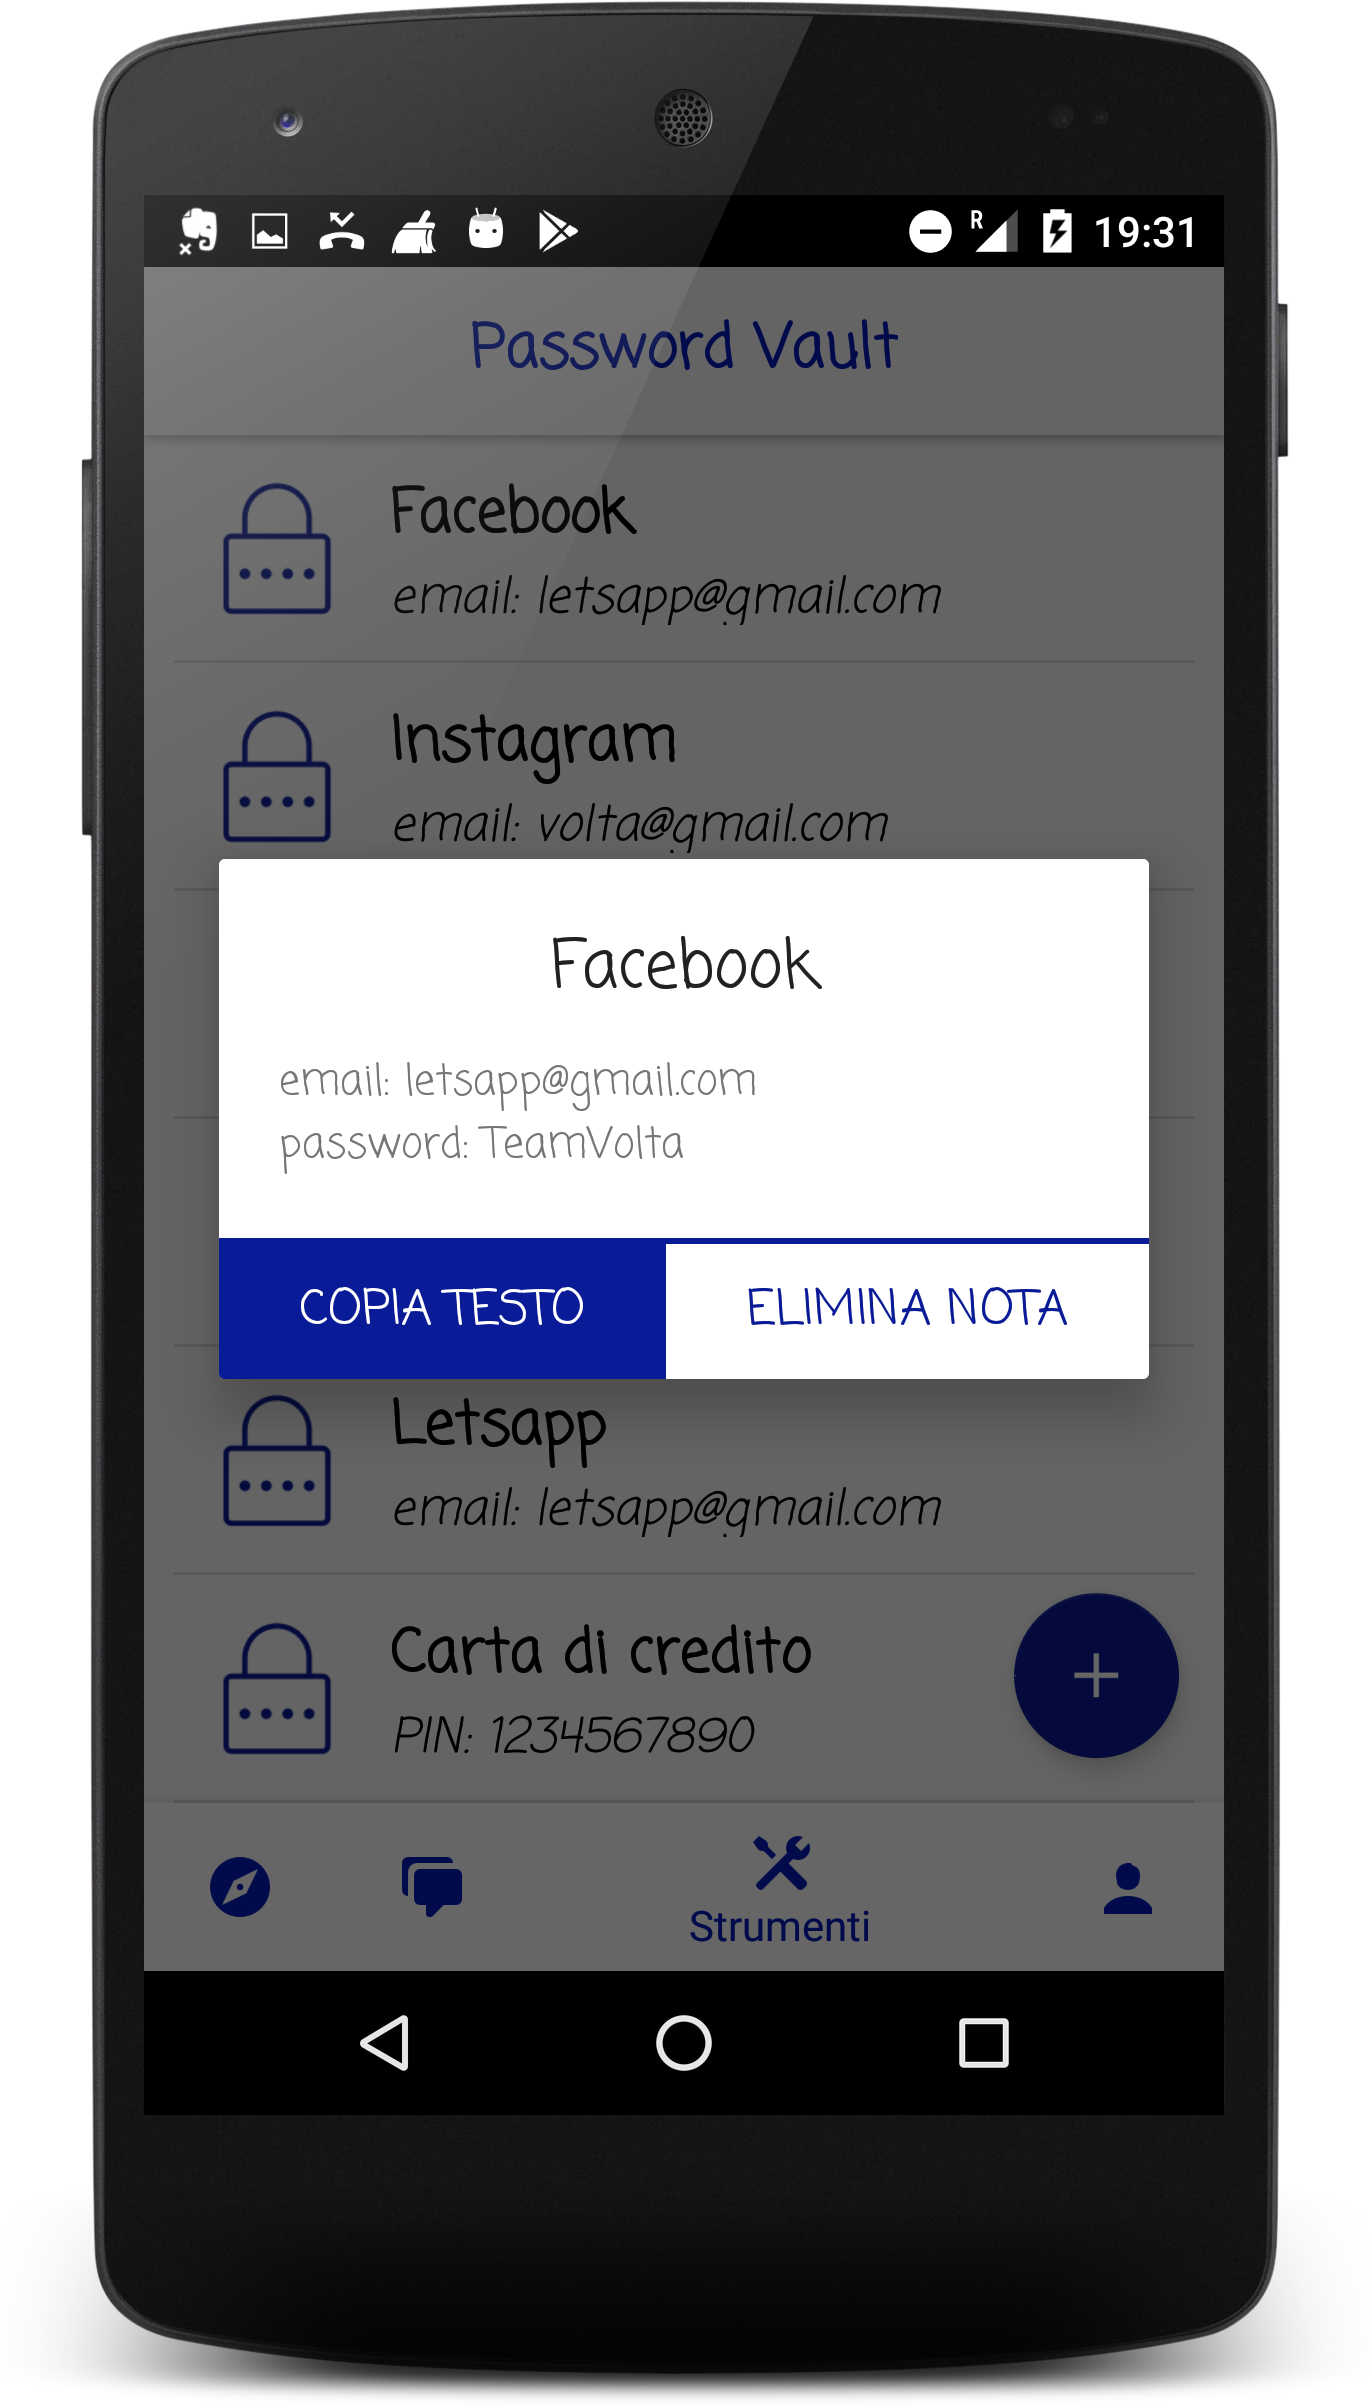 R 19:31
Password Vault
Facebook
email: letsapp@gmail.com
Instagram
email: volta@gmail.com
Facebook
email: letsapp@gmail.com
password: TeamVolta
COPIA TESTO ELIMINA NOTA
Letsapp
email: letsapp@gmail.com
Carta di credito
PIN: 1234567890
Strumenti